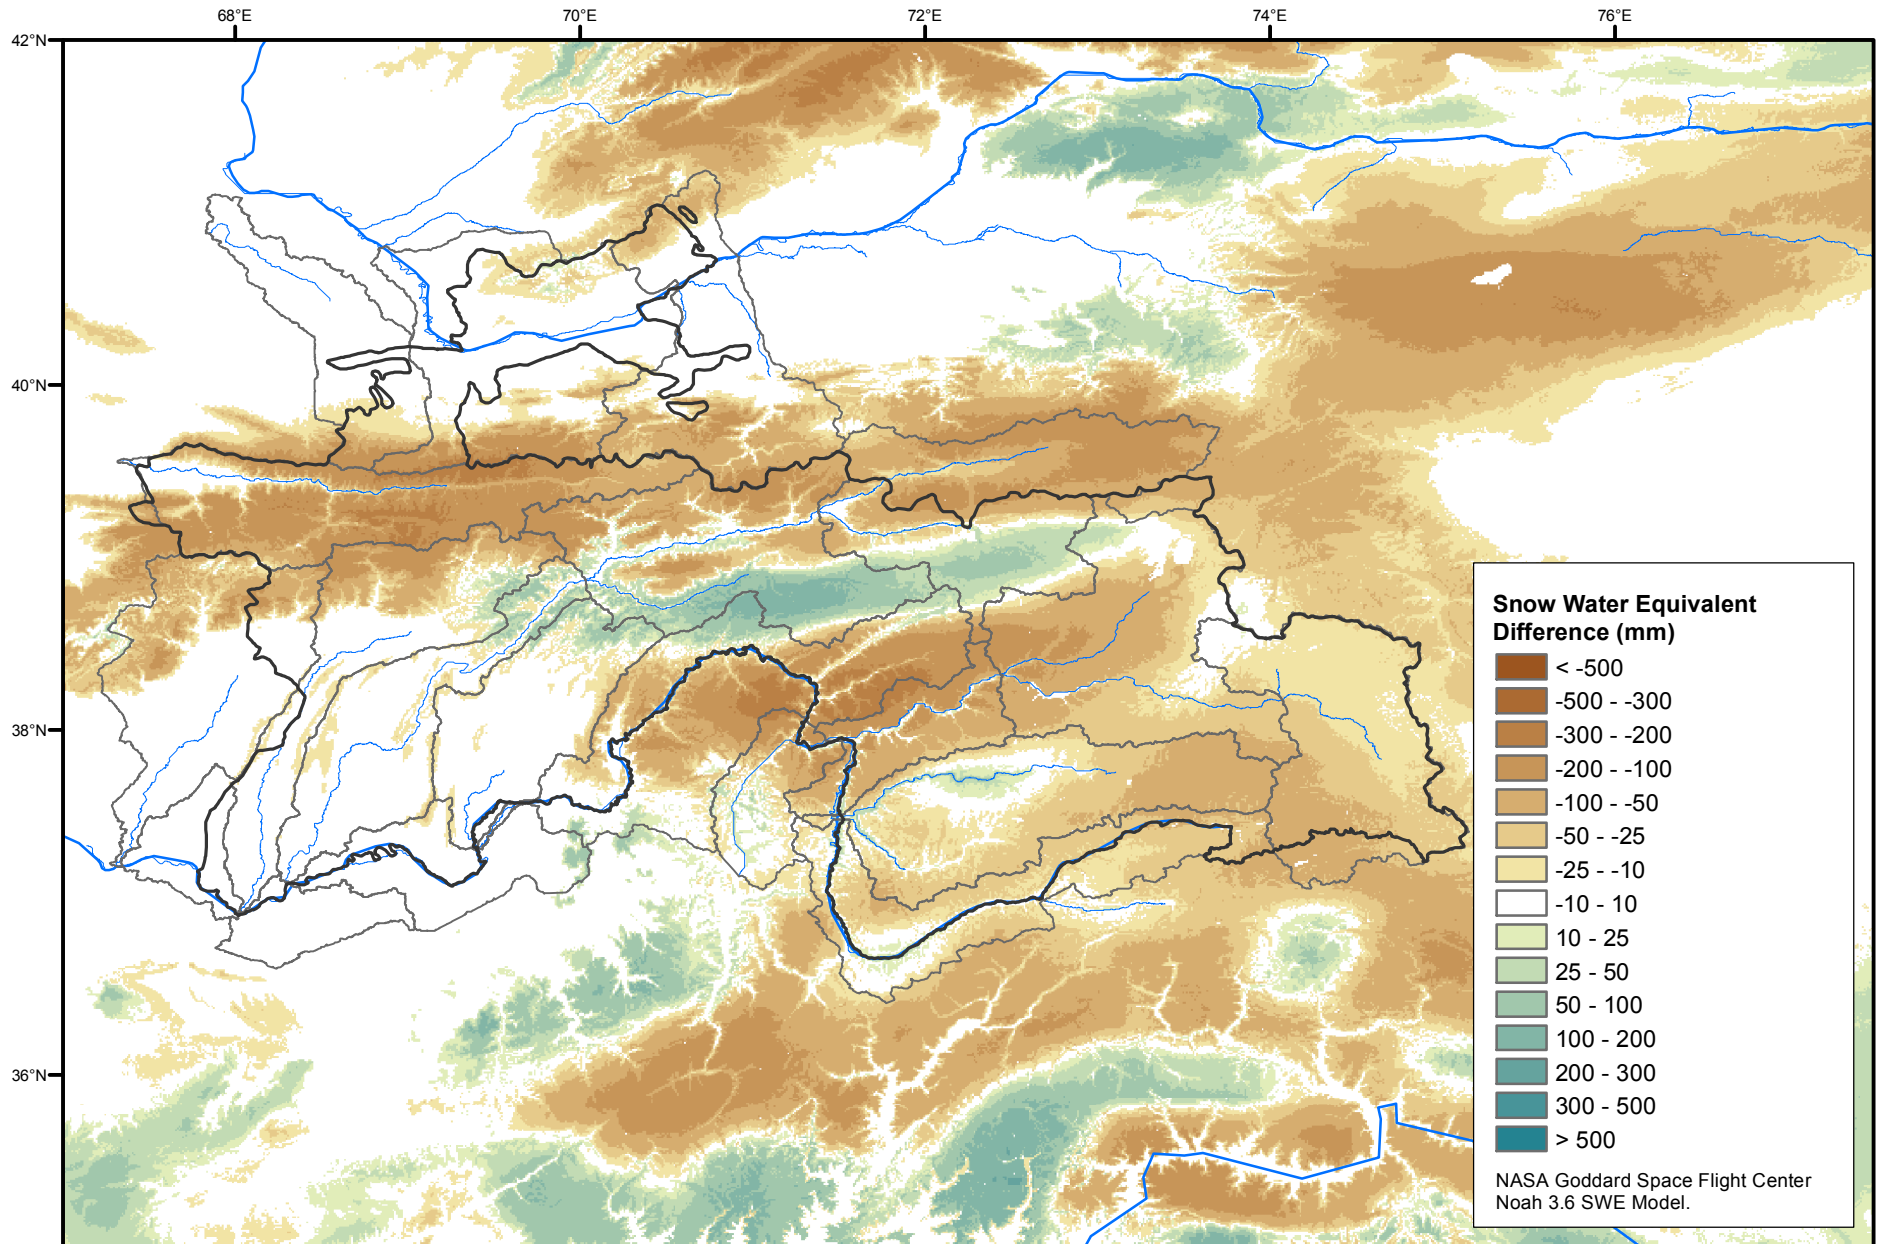 68°E
70°E
72°E
74°E
76°E
42°N
40°N
38°N
36°N
Snow Water Equivalent
Difference (mm)
< -500
-500 - -300
-300 - -200
-200 - -100
-100 - -50
-50 - -25
-25 - -10
-10 - 10
10 - 25
25 - 50
50 - 100
100 - 200
200 - 300
300 - 500
> 500
NASA Goddard Space Flight Center
Noah 3.6 SWE Model.